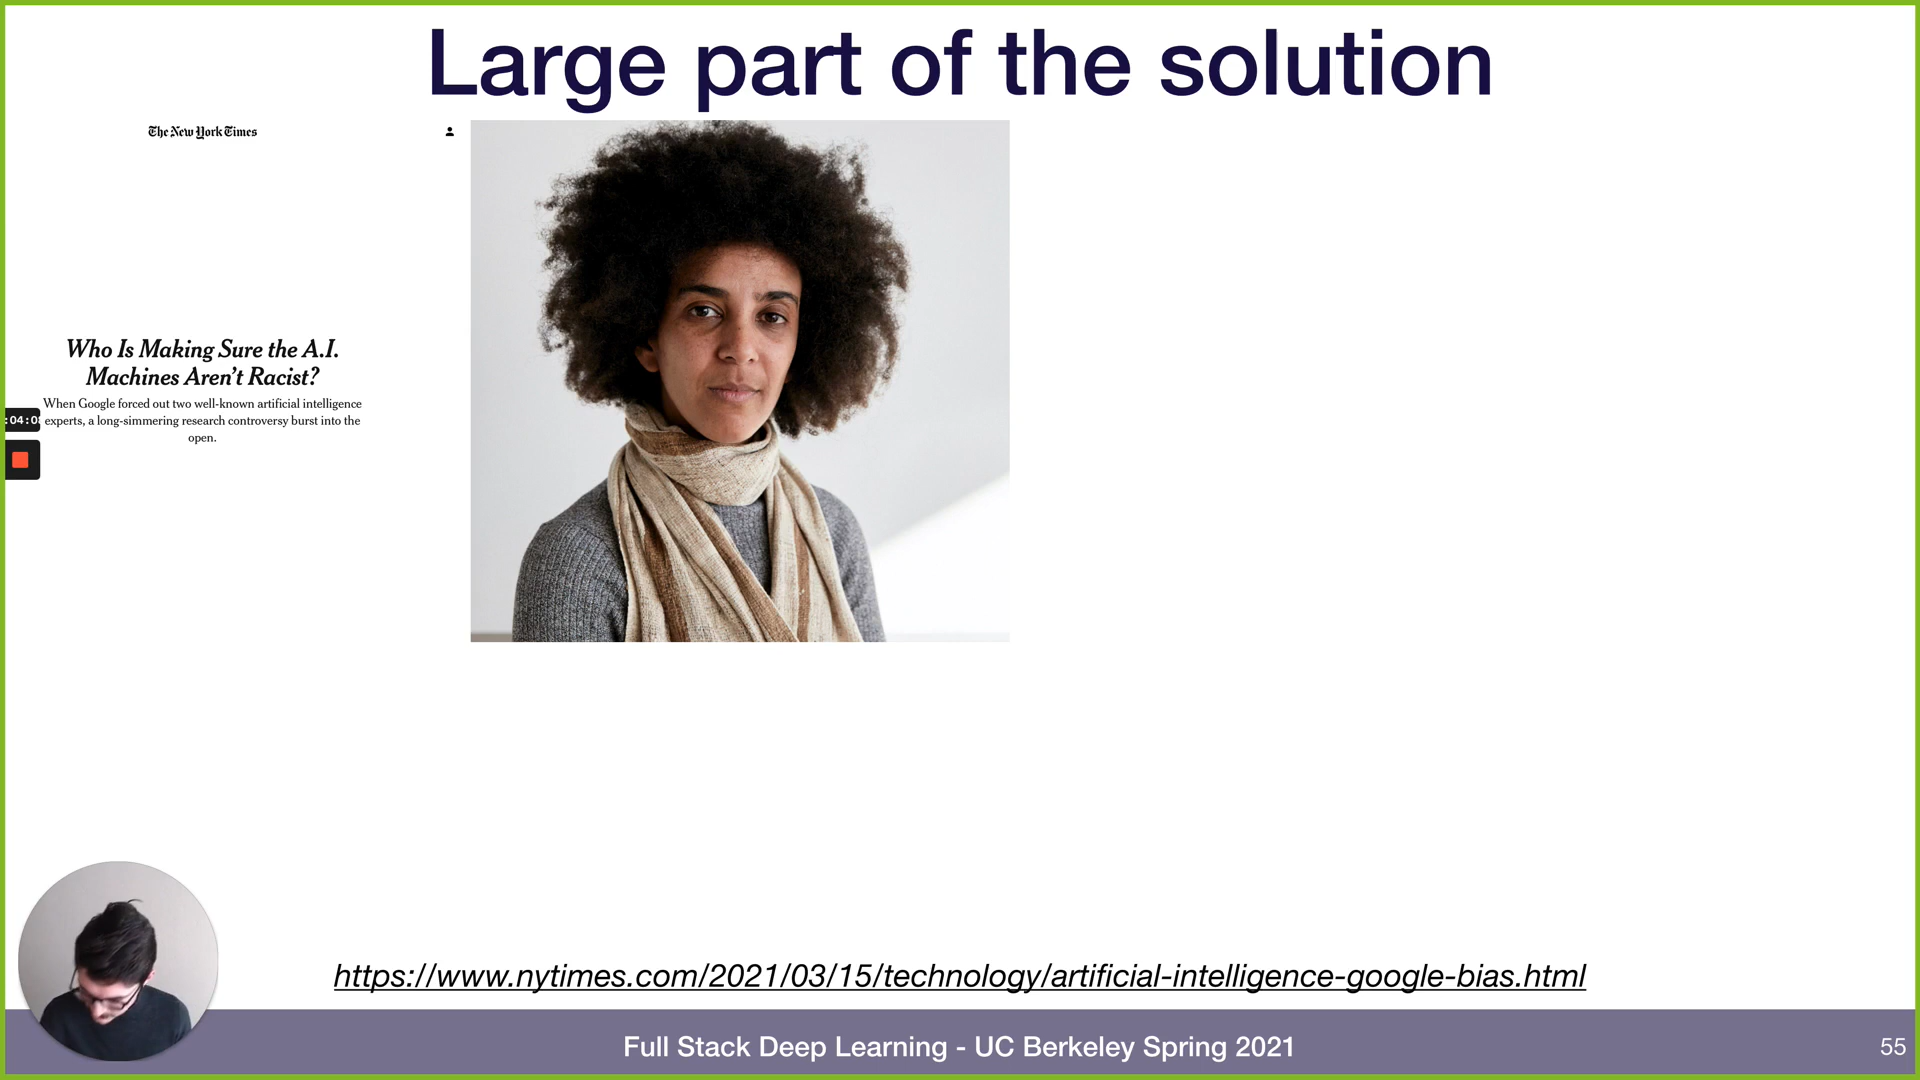 Large part of the solution
The New York Times
Who Is Making Sure the A.I.
Machines Aren't Racist?
When Google forced out two well-known artificial intelligence
experts, a long-simmering research controversy burst into the
open.
:04:0
https://www.nytimes.com/2021/03/15/technology/artificial-intelligence-google-bias.html
Full Stack Deep Learning - UC Berkeley Spring 2021
55